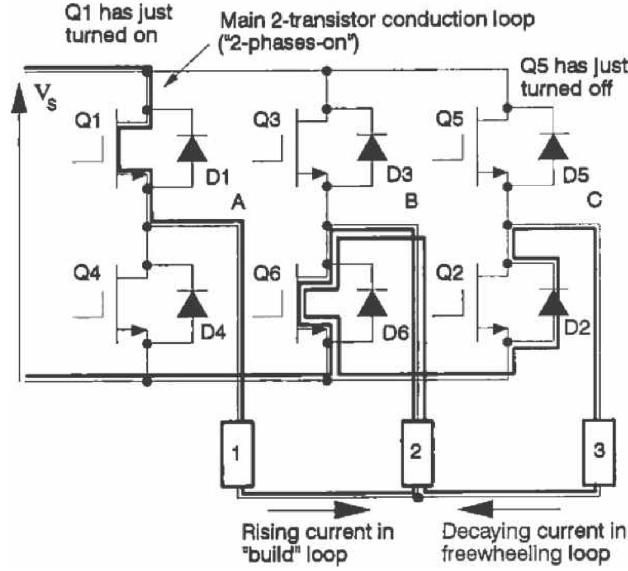 Q1 has just
turned on
Main 2-transistor conduction loop
("2-phases-on")
Q5 has just
turned off
Vs
Q1
D1
A
Q3
D3
B
Q5
D5
C
Q4
D4
Q6
D6
Q2
D2
1
2
3
Rising current in
"build" loop
Decaying current in
freewheeling loop